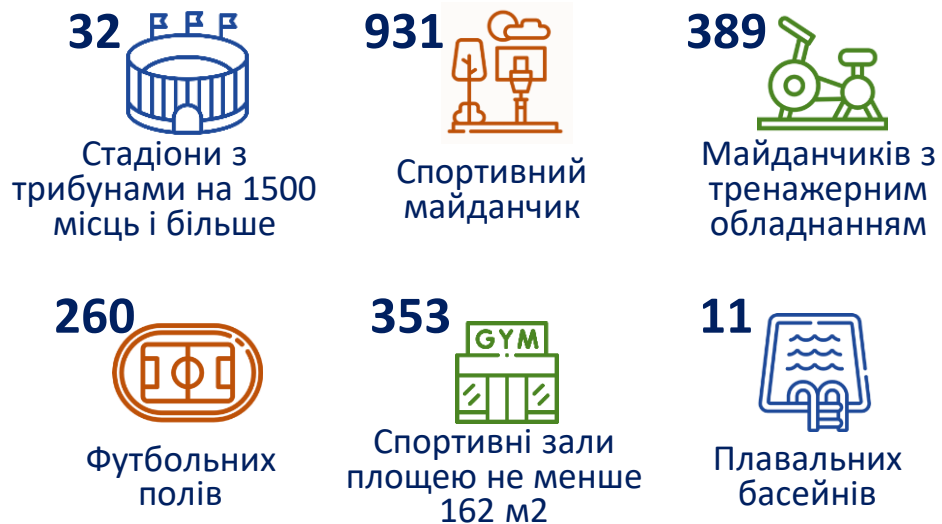 32
Стадіони з
трибунами на 1500
місць і більше
931
Спортивний
майданчик
389
Майданчиків з
тренажерним
обладнанням
260
Футбольних
полів
353
GYM
Спортивні зали
площею не менше
162 м2
11
Плавальних
басейнів